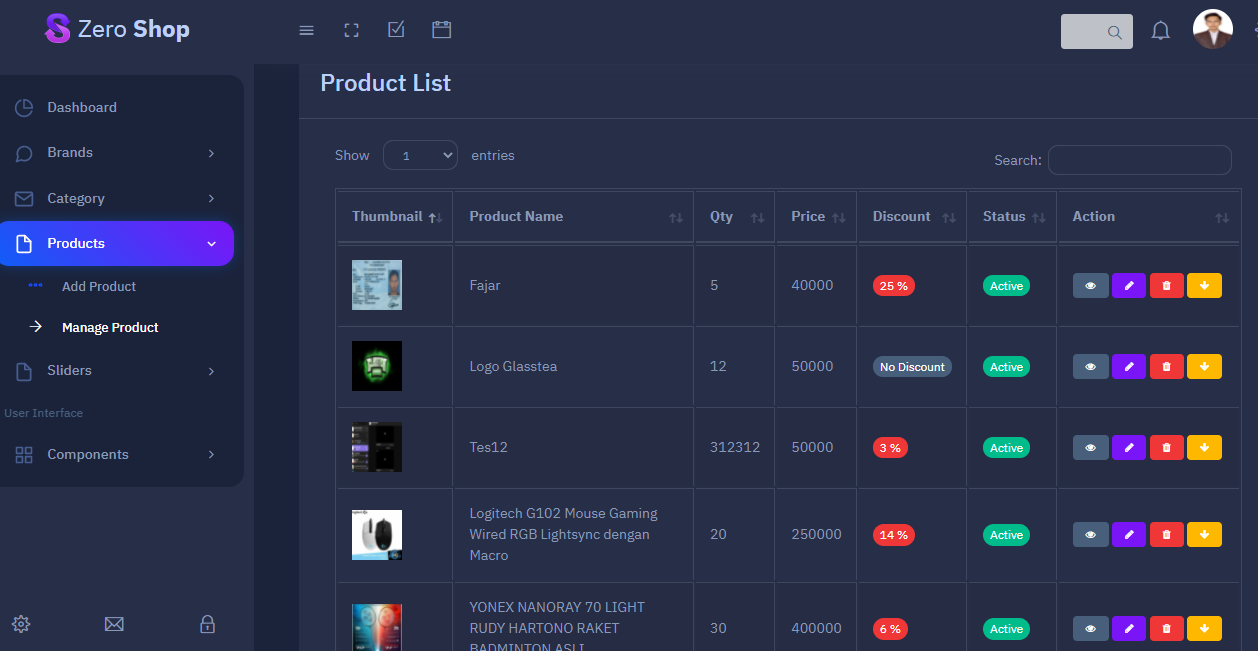 Zero Shop
Dashboard
Brands
Category
Products
Add Product
Manage Product
Sliders
User Interface
Components
Product List
Show 1 entries
Search:
Thumbnail Product Name Qty Price Discount Status Action
Fajar 5 40000 25 % Active
Logo Glasstea 12 50000 No Discount Active
Tes12 312312 50000 3 % Active
Logitech G102 Mouse Gaming
Wired RGB Lightsync dengan
Macro
20 250000 14 % Active
YONEX NANORAY 70 LIGHT
RUDY HARTONO RAKET
BADMINTON ASLI
30 400000 6 % Active